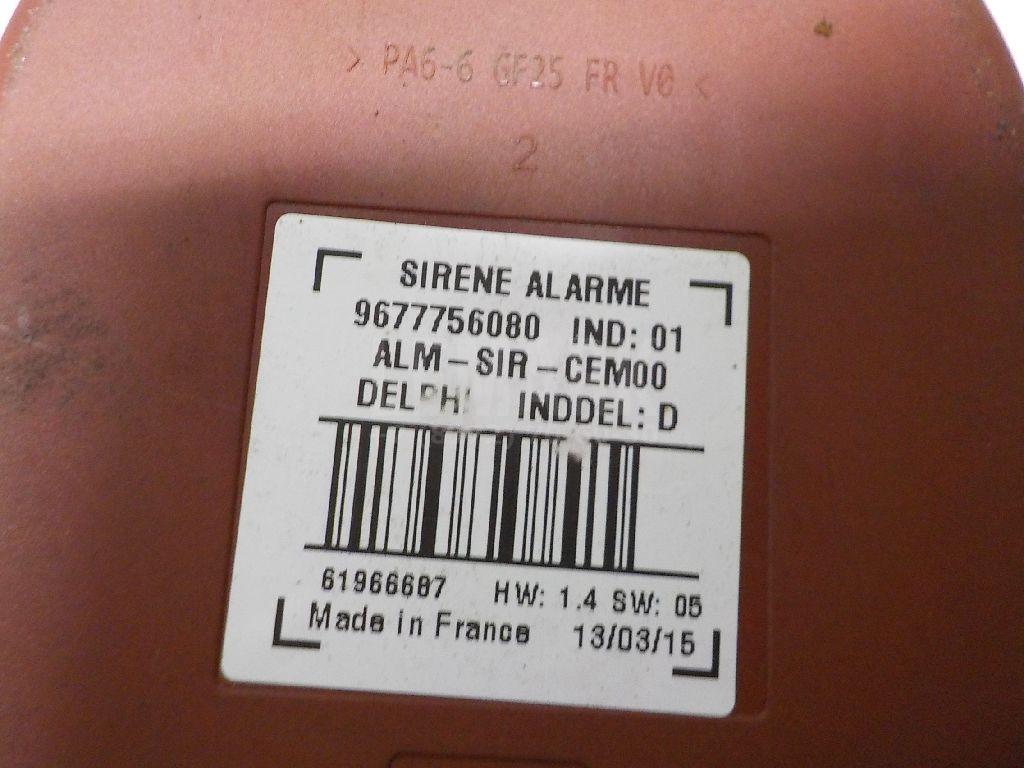 > PA6-6 GF25 FR V0 <
2
SIRENE ALARME
9677756080 IND: 01
ALM-SIR-CEM00
DELPHI INDDEL: D
61966687 HW: 1.4 SW: 05
Made in France 13/03/15